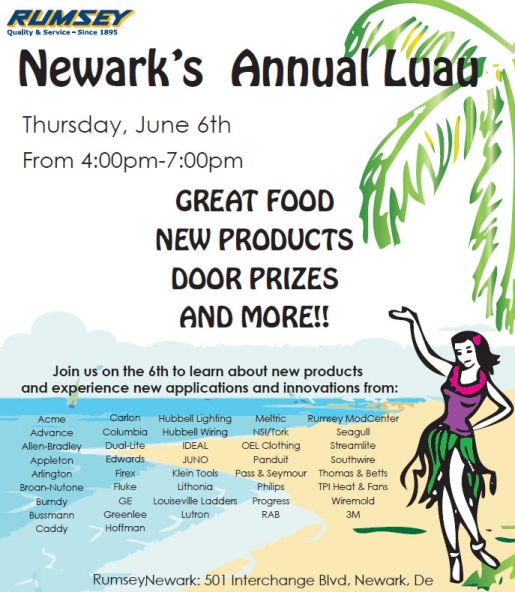 RUMSEY
Quality & Service – Since 1895
Newark's Annual Luau
Thursday, June 6th
From 4:00pm-7:00pm
GREAT FOOD
NEW PRODUCTS
DOOR PRIZES
AND MORE!!
Join us on the 6th to learn about new products
and experience new applications and innovations from:
Acme
Advance
Allen-Bradley
Appleton
Arlington
Broan-Nutone
Burndy
Bussmann
Caddy
Carlon
Columbia
Dual-Lite
Edwards
Firex
Fluke
GE
Greenlee
Hoffman
Hubbell Lighting
Hubbell Wiring
IDEAL
JUNO
Klein Tools
Lithonia
Louiseville Ladders
Lutron
Meltric
NSI/Tork
OEL Clothing
Panduit
Pass & Seymour
Philips
Progress
RAB
Rumsey ModCenter
Seagull
Streamlite
Southwire
Thomas & Betts
TPI Heat & Fans
Wiremold
3M
RumseyNewark: 501 Interchange Blvd, Newark, De